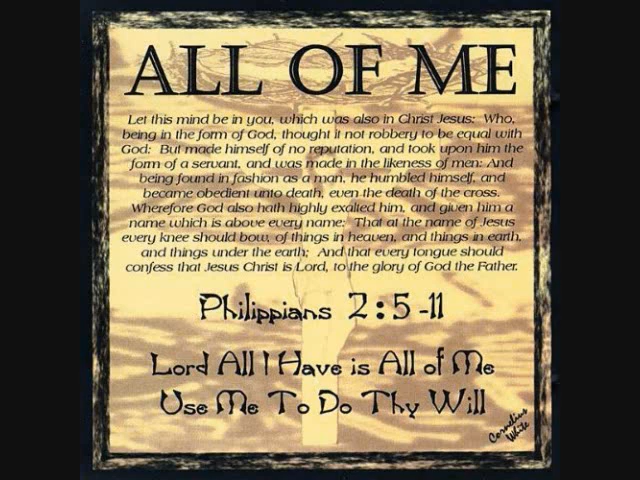 ALL OF ME
Let this mind be in you, which was also in Christ Jesus: Who,
being in the form of God, thought it not robbery to be equal with
God: But made himself of no reputation, and took upon him the
form of a servant, and was made in the likeness of men: And
being found in fashion as a man, he humbled himself, and
became obedient unto death, even the death of the cross.
Wherefore God also hath highly exalted him, and given him a
name which is above every name: That at the name of Jesus
every knee should bow, of things in heaven, and things in earth,
and things under the earth; And that every tongue should
confess that Jesus Christ is Lord, to the glory of God the Father.
Philippians 2:5-11
Lord All I Have is All of Me
Use Me To Do Thy Will
Cornelius
White